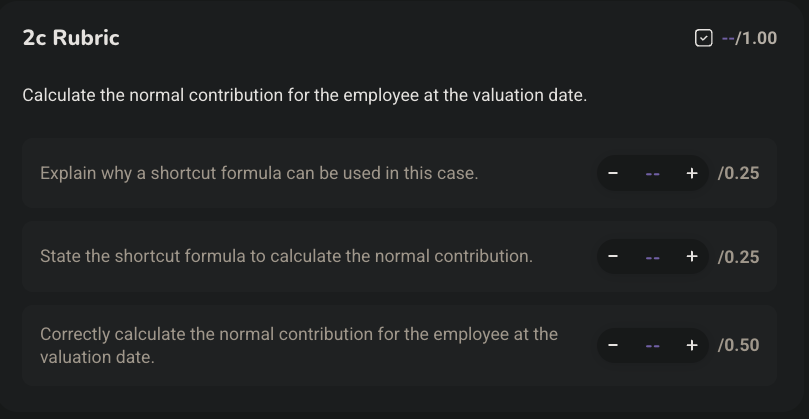 2c Rubric
--/1.00
Calculate the normal contribution for the employee at the valuation date.
Explain why a shortcut formula can be used in this case.
− -- + /0.25
State the shortcut formula to calculate the normal contribution.
− -- + /0.25
Correctly calculate the normal contribution for the employee at the
valuation date.
− -- + /0.50